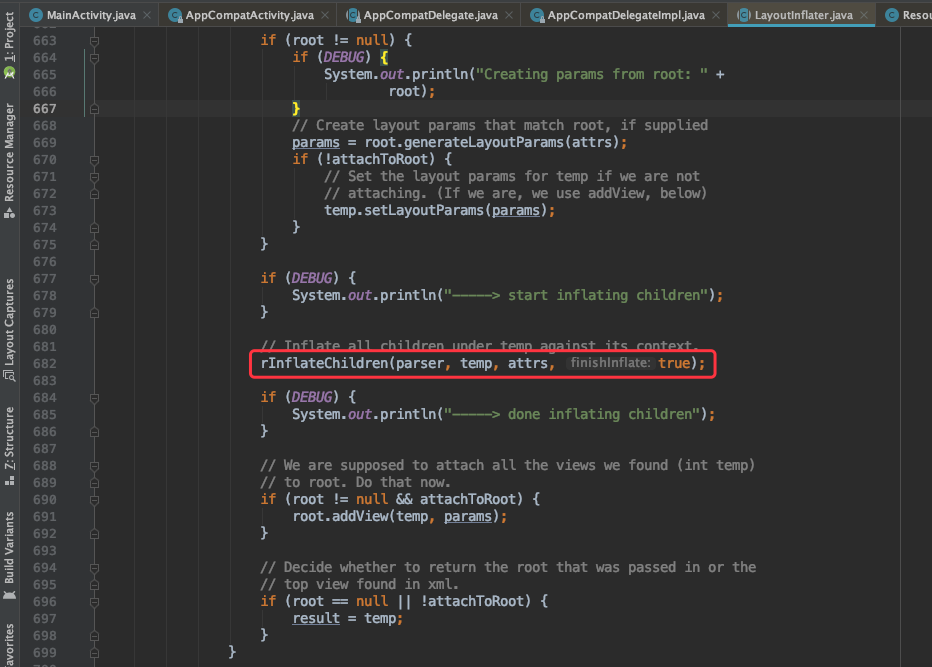 MainActivity.java × AppCompatActivity.java × AppCompatDelegate.java × AppCompatDelegateImpl.java × LayoutInflater.java × Resou
1: Project
Resource Manager
Layout Captures
Z: Structure
Build Variants
avorites
663 if (root != null) {
664 if (DEBUG) {
665 System.out.println("Creating params from root: " +
666 root);
667 }
668 // Create layout params that match root, if supplied
669 params = root.generateLayoutParams(attrs);
670 if (!attachToRoot) {
671 // Set the layout params for temp if we are not
672 // attaching. (If we are, we use addView, below)
673 temp.setLayoutParams(params);
674 }
675 }
676
677 if (DEBUG) {
678 System.out.println("-----> start inflating children");
679 }
680
681 // Inflate all children under temp against its context.
682 rInflateChildren(parser, temp, attrs, finishInflate: true);
683
684 if (DEBUG) {
685 System.out.println("-----> done inflating children");
686 }
687
688 // We are supposed to attach all the views we found (int temp)
689 // to root. Do that now.
690 if (root != null && attachToRoot) {
691 root.addView(temp, params);
692 }
693
694 // Decide whether to return the root that was passed in or the
695 // top view found in xml.
696 if (root == null || !attachToRoot) {
697 result = temp;
698 }
699 }